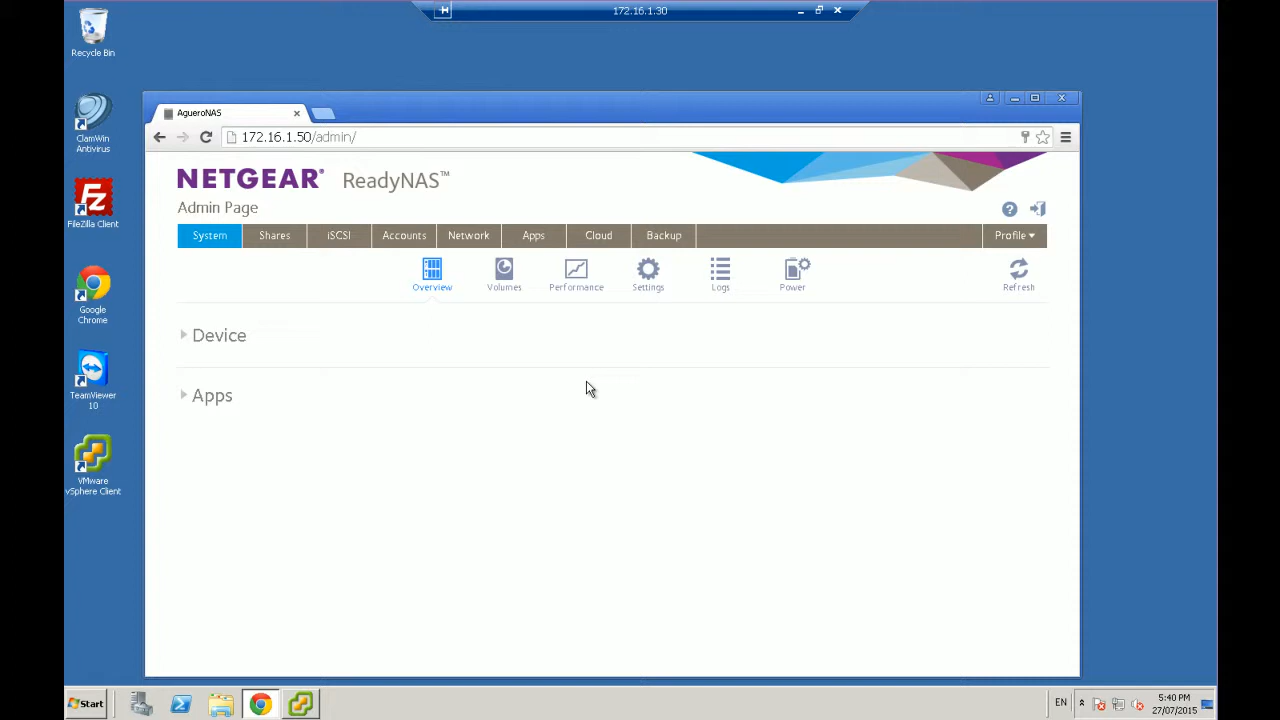 172.16.1.30
Recycle Bin
ClamWin
Antivirus
FileZilla Client
Google
Chrome
TeamViewer
10
VMware
vSphere Client
AgueroNAS
172.16.1.50/admin/
NETGEAR® ReadyNAS™
Admin Page
System Shares iSCSI Accounts Network Apps Cloud Backup Profile
Overview Volumes Performance Settings Logs Power Refresh
Device
Apps
Start
EN
5:40 PM
27/07/2015